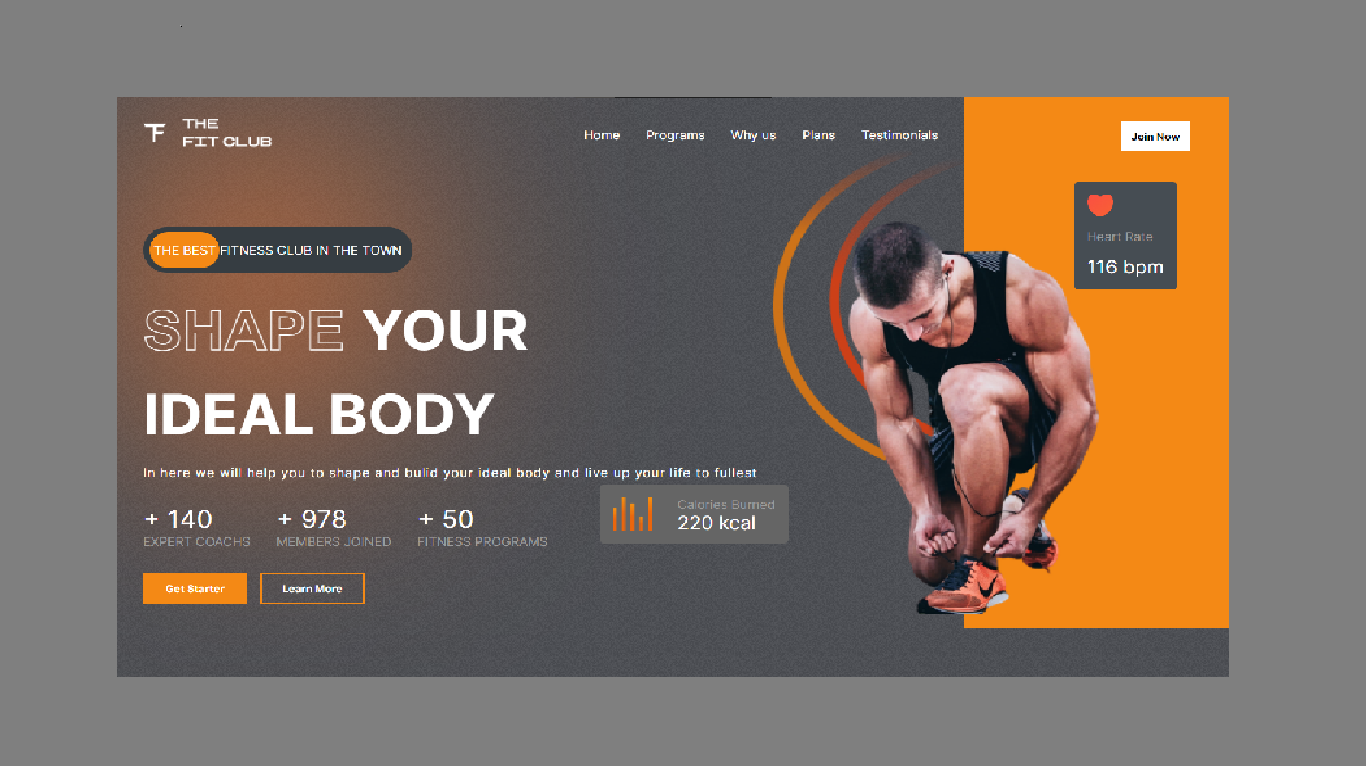 THE
FIT CLUB
Home Programs Why us Plans Testimonials
Join Now
Heart Rate
116 bpm
THE BEST FITNESS CLUB IN THE TOWN
SHAPE YOUR
IDEAL BODY
In here we will help you to shape and bulid your ideal body and live up your life to fullest
Calories Burned
220 kcal
+ 140 + 978 + 50
EXPERT COACHS MEMBERS JOINED FITNESS PROGRAMS
Get Starter Learn More